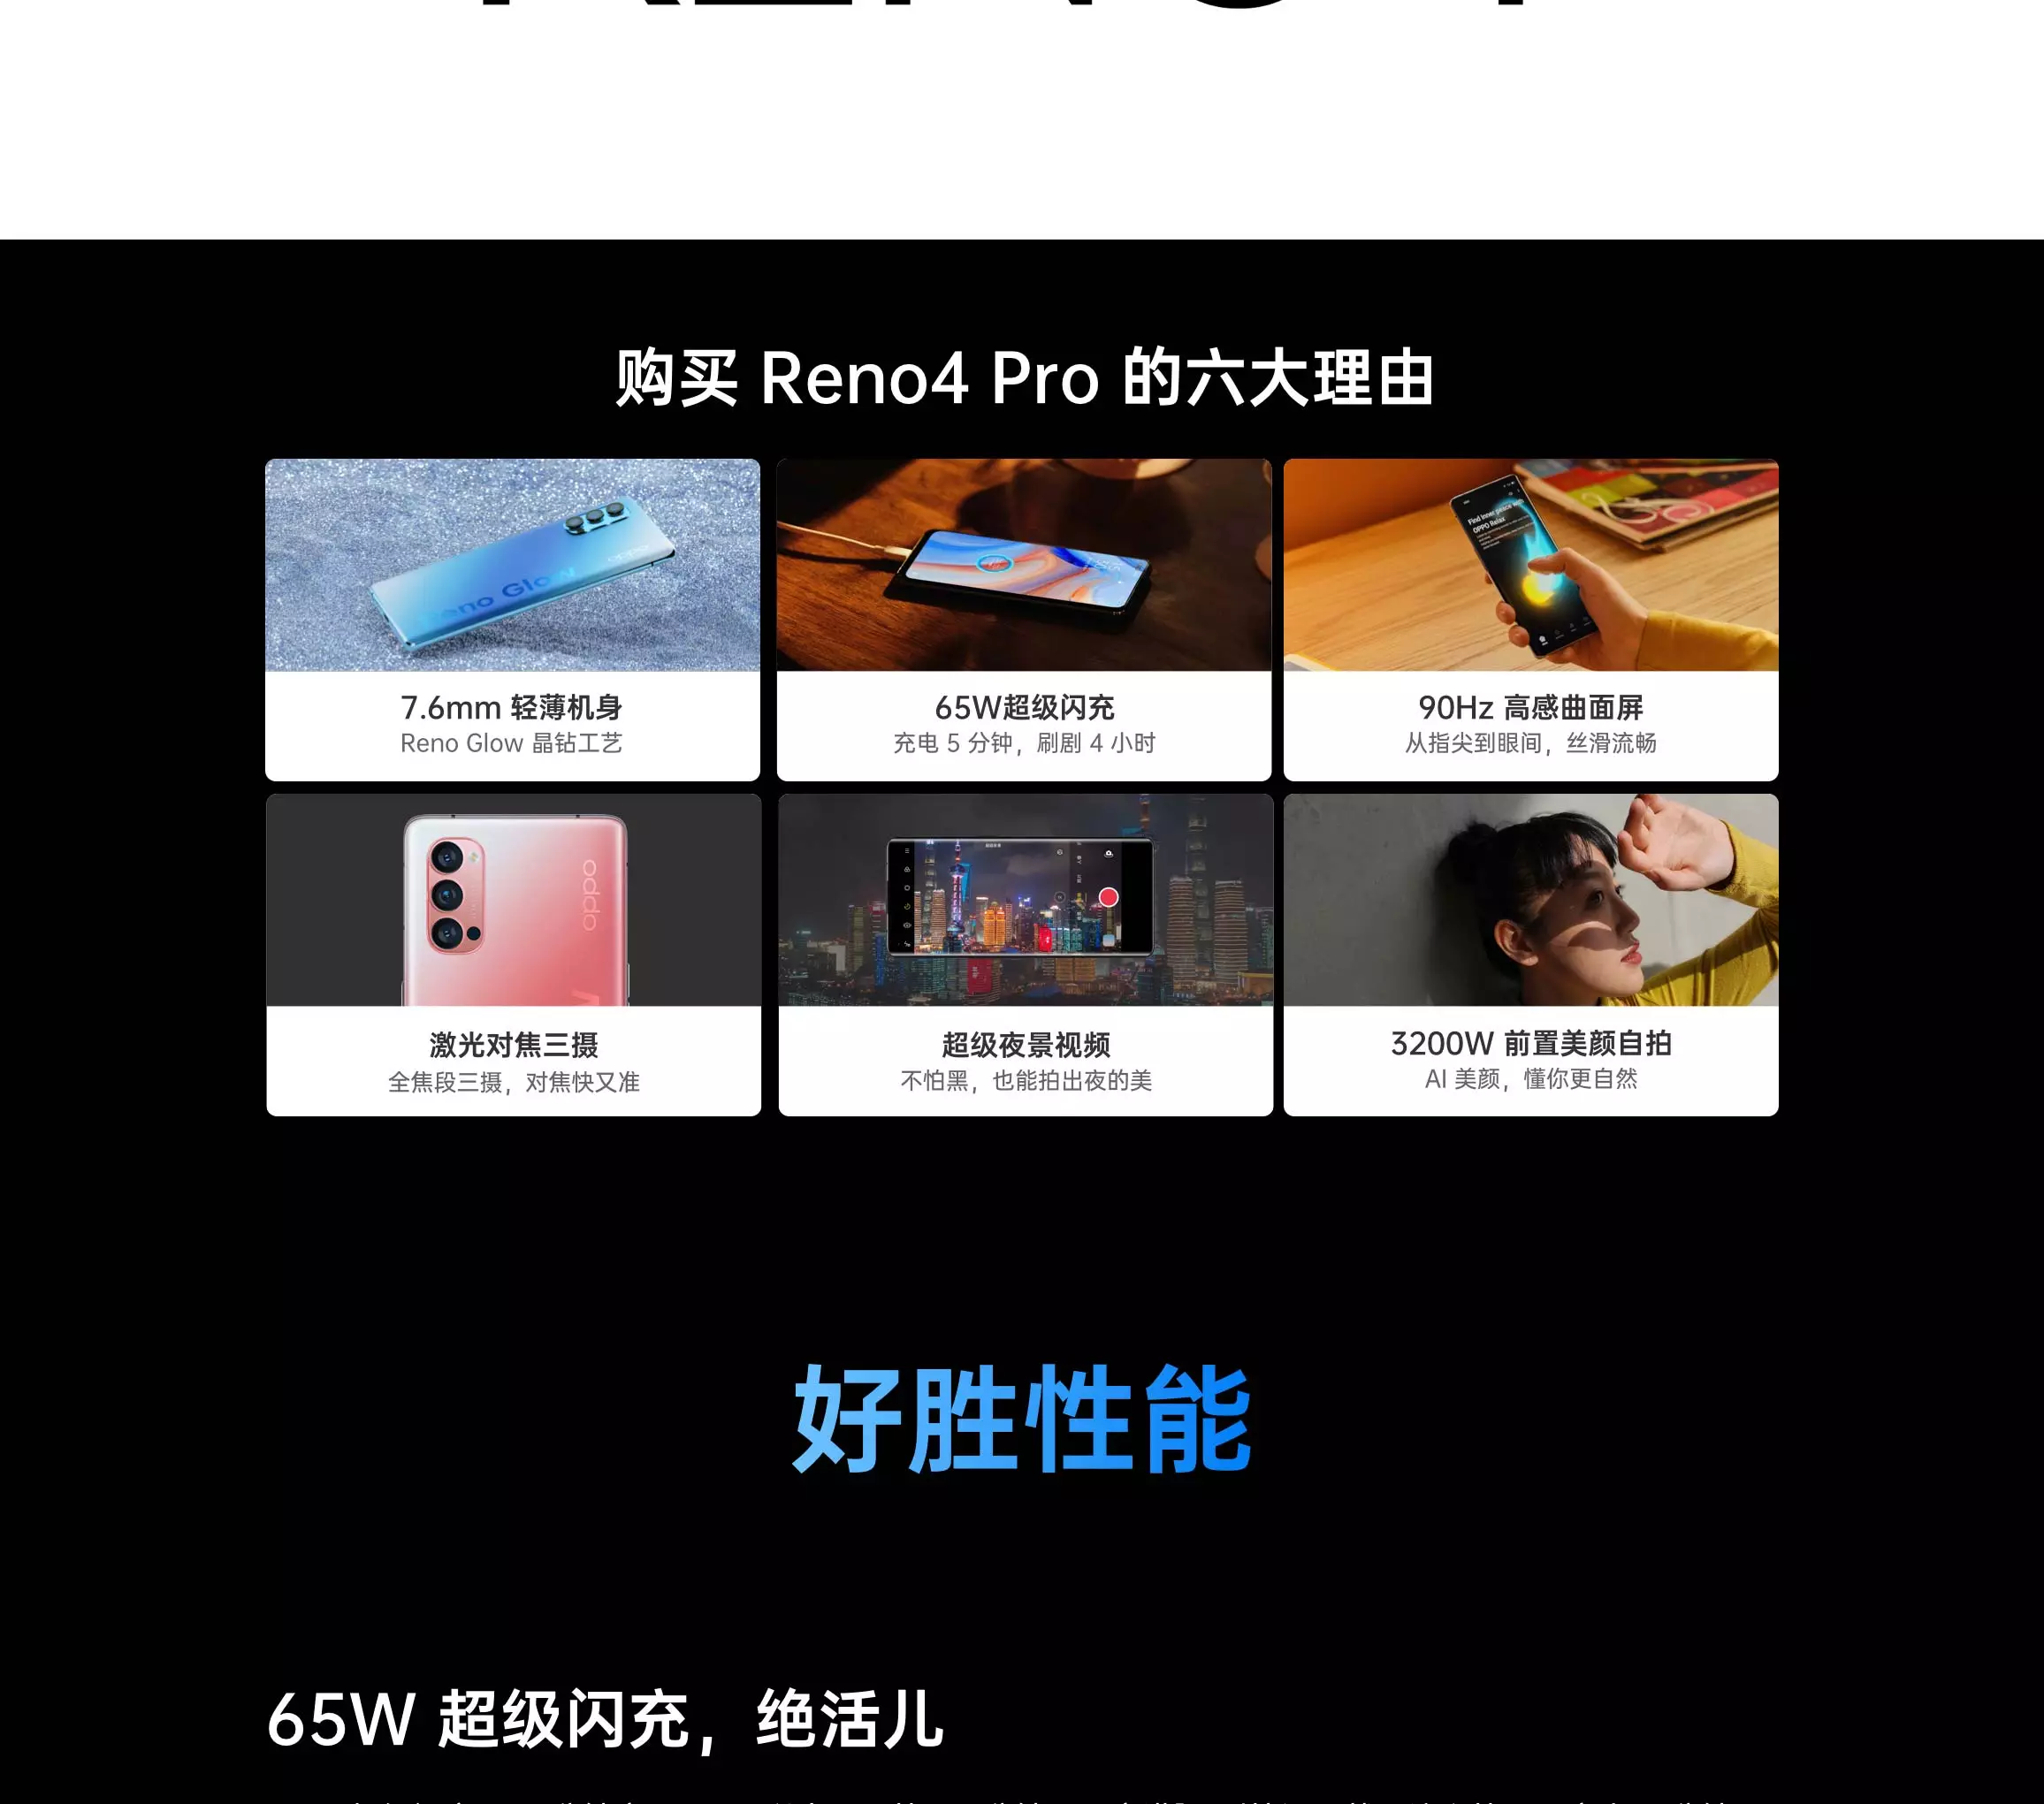 购买 Reno4 Pro 的六大理由
7.6mm 轻薄机身
Reno Glow 晶钻工艺
65W超级闪充
充电 5 分钟，刷剧 4 小时
90Hz 高感曲面屏
从指尖到眼间，丝滑流畅
oppo
激光对焦三摄
全焦段三摄，对焦快又准
超级夜景视频
不怕黑，也能拍出夜的美
3200W 前置美颜自拍
AI 美颜，懂你更自然
好胜性能
65W 超级闪充，绝活儿